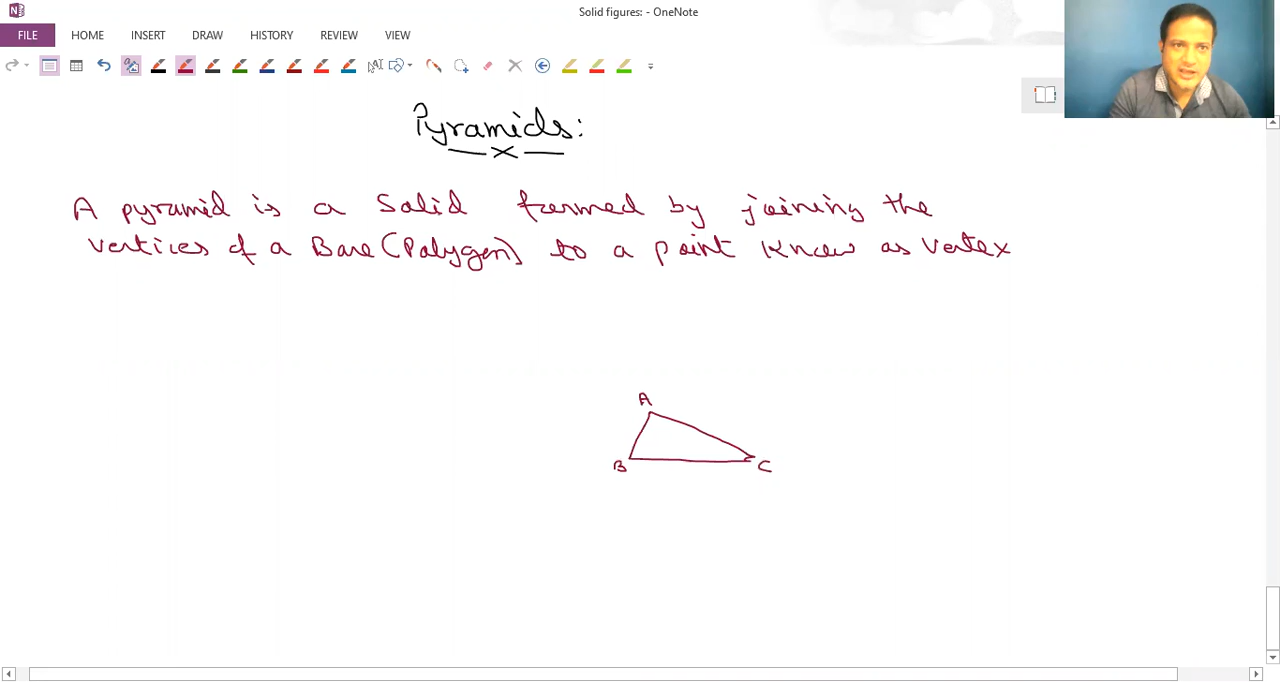 Solid figures: - OneNote
FILE HOME INSERT DRAW HISTORY REVIEW VIEW
Pyramids:
A pyramid is a Solid formed by joining the
vertices of a Base (Polygon) to a point Known as Vertex
A
B
C